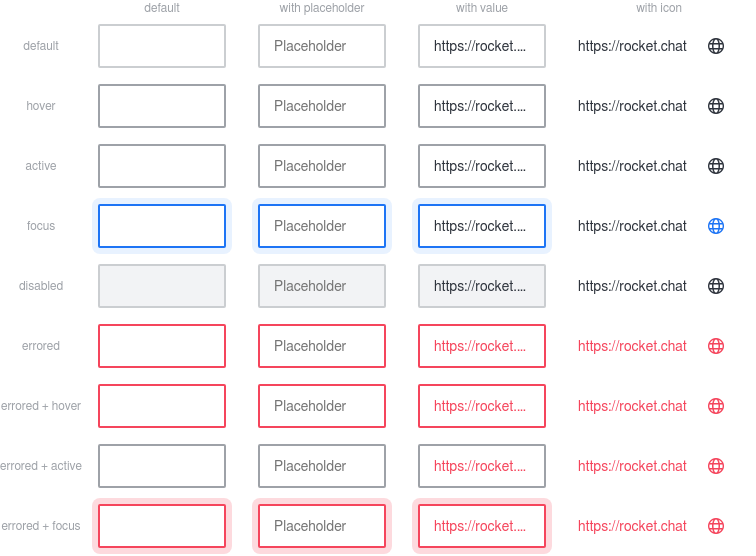 default with placeholder with value with icon
default Placeholder https://rocket.... https://rocket.chat
hover Placeholder https://rocket.... https://rocket.chat
active Placeholder https://rocket.... https://rocket.chat
focus Placeholder https://rocket.... https://rocket.chat
disabled Placeholder https://rocket.... https://rocket.chat
errored Placeholder https://rocket.... https://rocket.chat
errored + hover Placeholder https://rocket.... https://rocket.chat
errored + active Placeholder https://rocket.... https://rocket.chat
errored + focus Placeholder https://rocket.... https://rocket.chat